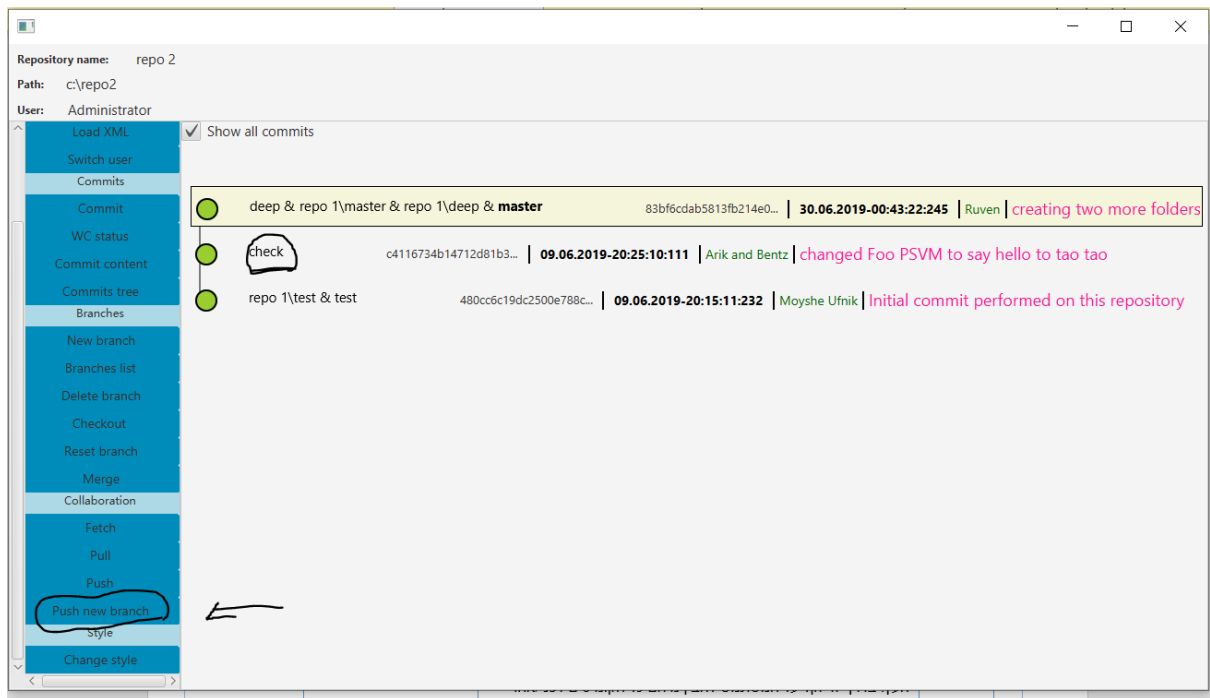 Repository name: repo 2
Path: c:\repo2
User: Administrator
Load XML
Switch user
Commits
Commit
WC status
Commit content
Commits tree
Branches
New branch
Branches list
Delete branch
Checkout
Reset branch
Merge
Collaboration
Fetch
Pull
Push
Push new branch
Style
Change style
Show all commits
deep & repo 1\master & repo 1\deep & master 83bf6cdab5813fb214e0... 30.06.2019-00:43:22:245 Ruven creating two more folders
check c4116734b14712d81b3... 09.06.2019-20:25:10:111 Arik and Bentz changed Foo PSVM to say hello to tao tao
repo 1\test & test 480cc6c19dc2500e788c... 09.06.2019-20:15:11:232 Moyshe Ufnik Initial commit performed on this repository